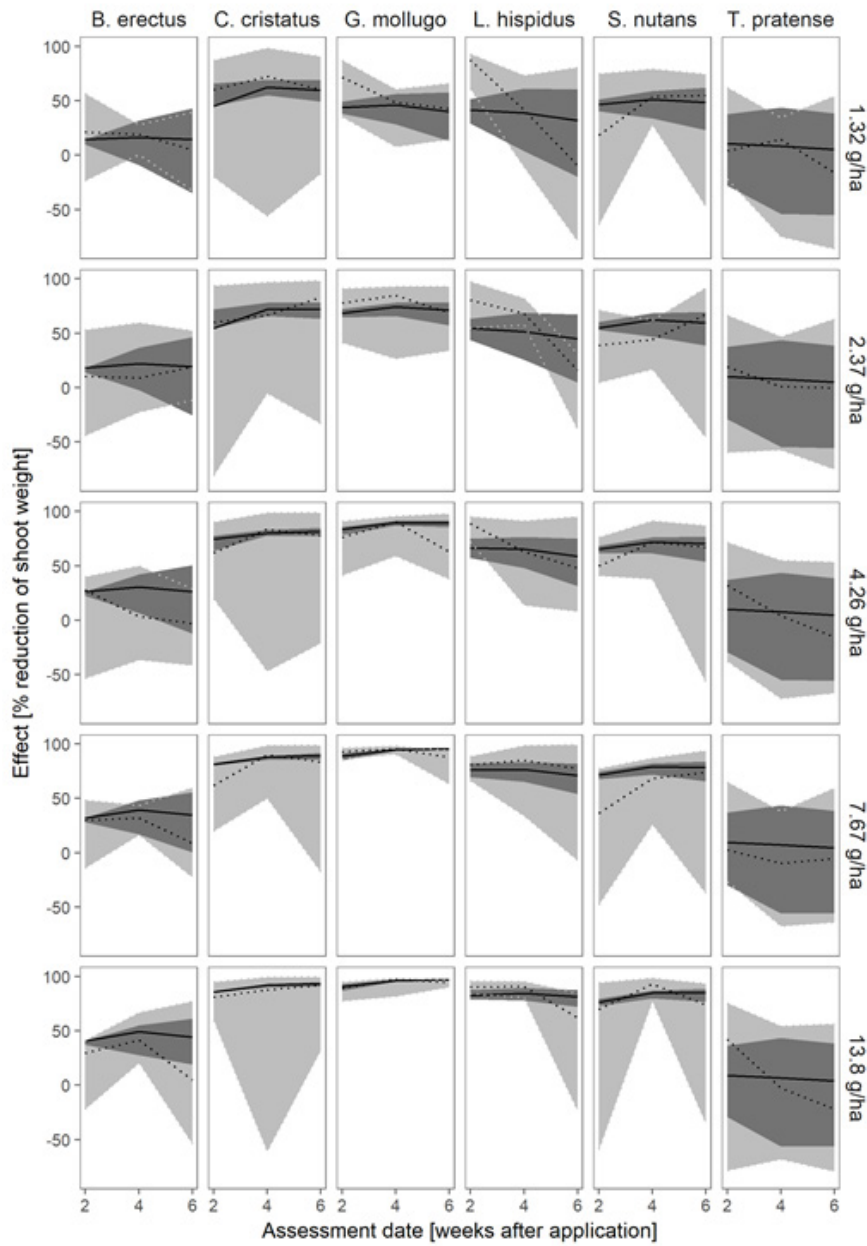 B. erectus C. cristatus G. mollugo L. hispidus S. nutans T. pratense
100
50
0
-50
1.32 g/ha
100
50
0
-50
2.37 g/ha
100
50
0
-50
4.26 g/ha
100
50
0
-50
7.67 g/ha
100
50
0
-50
13.8 g/ha
Effect [% reduction of shoot weight]
2 4 6 2 4 6 2 4 6 2 4 6 2 4 6 2 4 6
Assessment date [weeks after application]